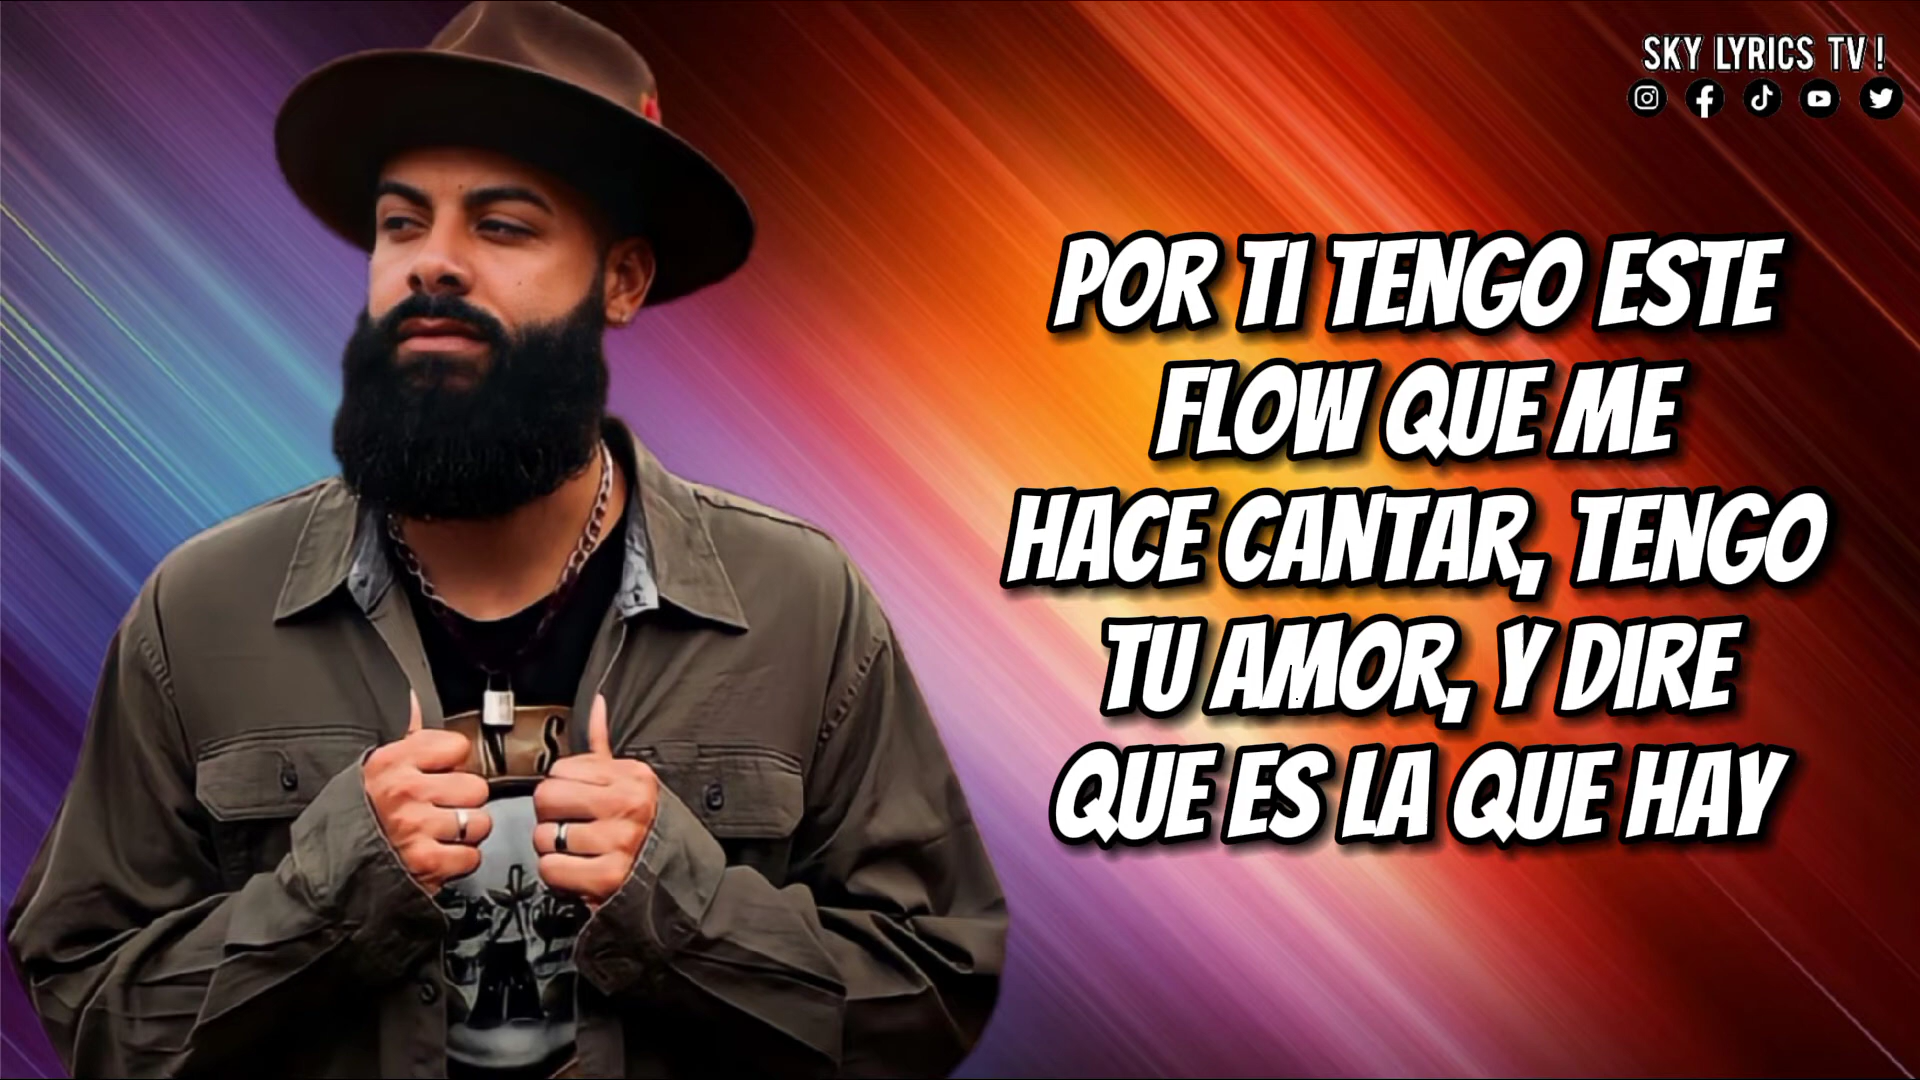 SKY LYRICS TV !
POR TI TENGO ESTE
FLOW QUE ME
HACE CANTAR, TENGO
TU AMOR, Y DIRE
QUE ES LA QUE HAY